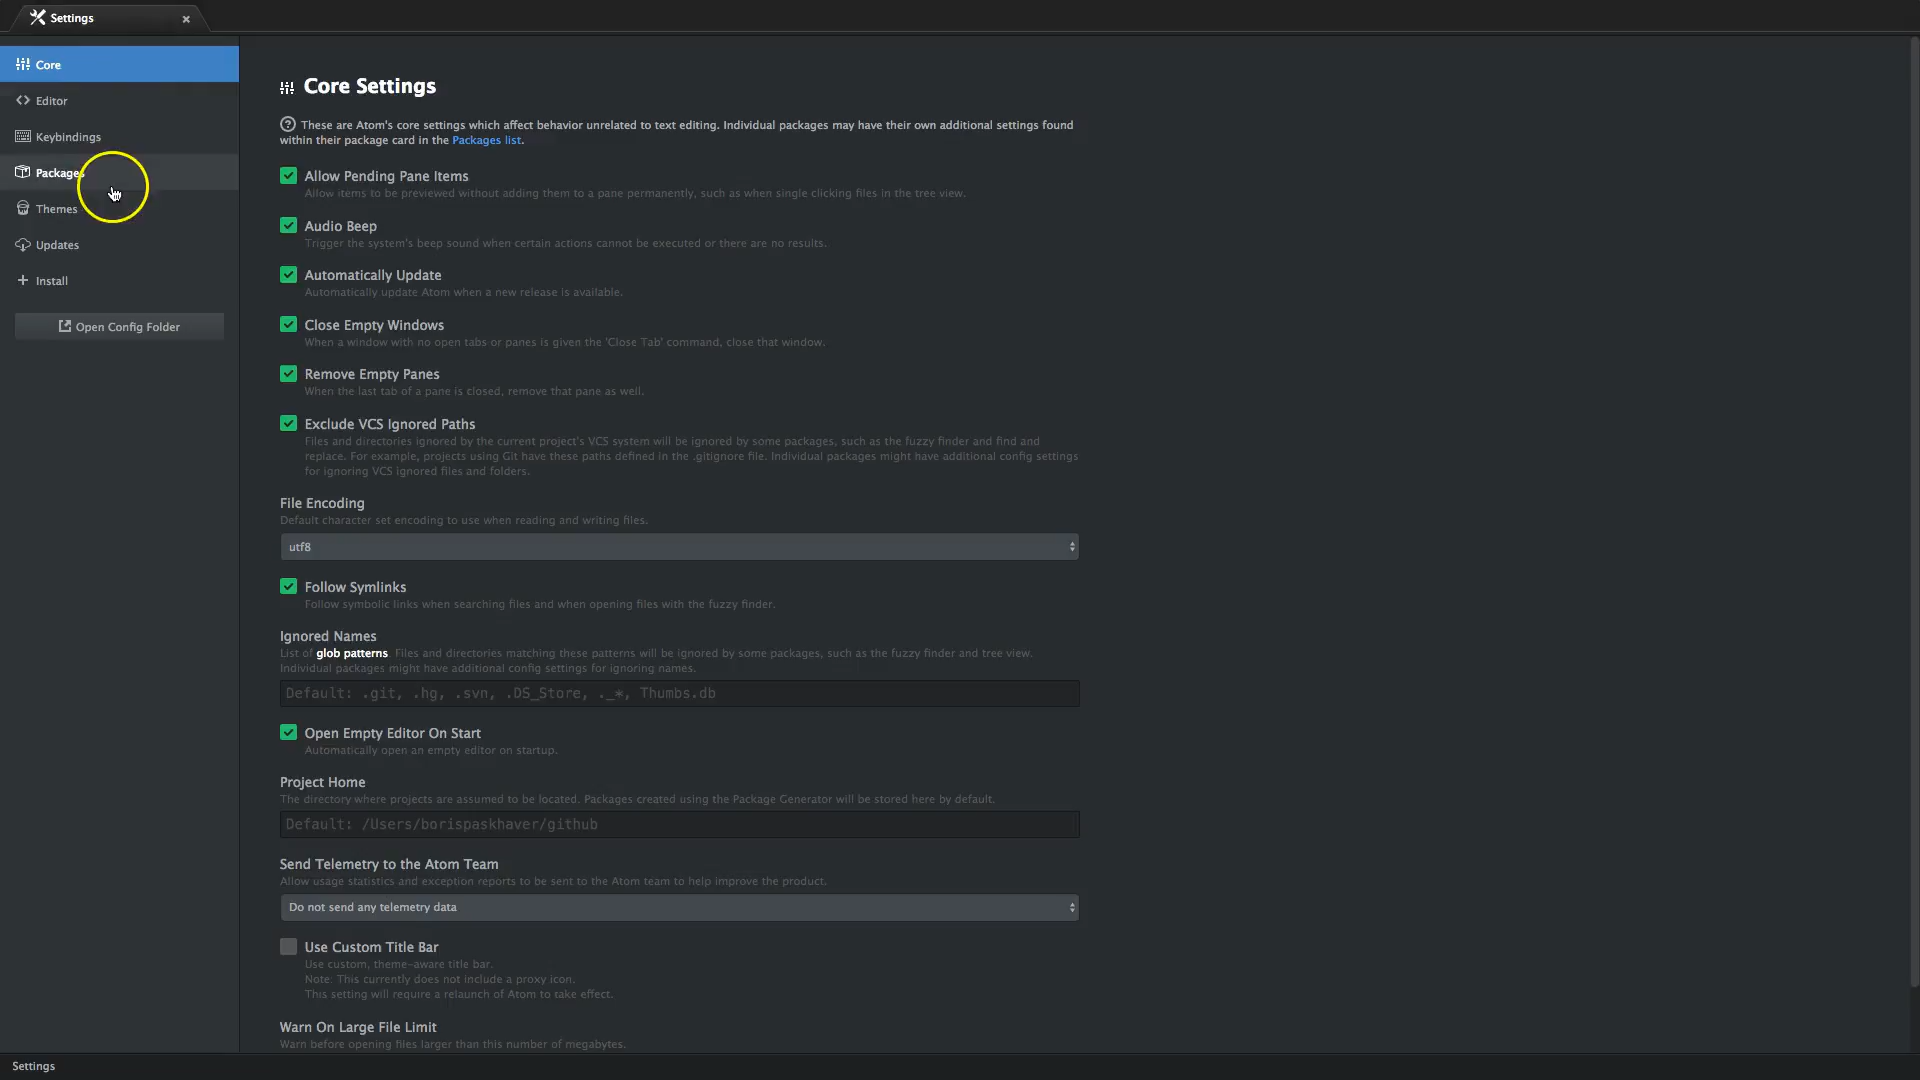 Settings
Core
Editor
Keybindings
Packages
Themes
Updates
Install
Open Config Folder
Core Settings
These are Atom's core settings which affect behavior unrelated to text editing. Individual packages may have their own additional settings found
within their package card in the Packages list.
Allow Pending Pane Items
Allow items to be previewed without adding them to a pane permanently, such as when single clicking files in the tree view.
Audio Beep
Trigger the system's beep sound when certain actions cannot be executed or there are no results.
Automatically Update
Automatically update Atom when a new release is available.
Close Empty Windows
When a window with no open tabs or panes is given the 'Close Tab' command, close that window.
Remove Empty Panes
When the last tab of a pane is closed, remove that pane as well.
Exclude VCS Ignored Paths
Files and directories ignored by the current project's VCS system will be ignored by some packages, such as the fuzzy finder and find and
replace. For example, projects using Git have these paths defined in the .gitignore file. Individual packages might have additional config settings
for ignoring VCS ignored files and folders.
File Encoding
Default character set encoding to use when reading and writing files.
utf8
Follow Symlinks
Follow symbolic links when searching files and when opening files with the fuzzy finder.
Ignored Names
List of glob patterns. Files and directories matching these patterns will be ignored by some packages, such as the fuzzy finder and tree view.
Individual packages might have additional config settings for ignoring names.
Default: .git, .hg, .svn, .DS_Store, ._*, Thumbs.db
Open Empty Editor On Start
Automatically open an empty editor on startup.
Project Home
The directory where projects are assumed to be located. Packages created using the Package Generator will be stored here by default.
Default: /Users/borispaskhaver/github
Send Telemetry to the Atom Team
Allow usage statistics and exception reports to be sent to the Atom team to help improve the product.
Do not send any telemetry data
Use Custom Title Bar
Use custom, theme-aware title bar.
Note: This currently does not include a proxy icon.
This setting will require a relaunch of Atom to take effect.
Warn On Large File Limit
Warn before opening files larger than this number of megabytes.
Settings